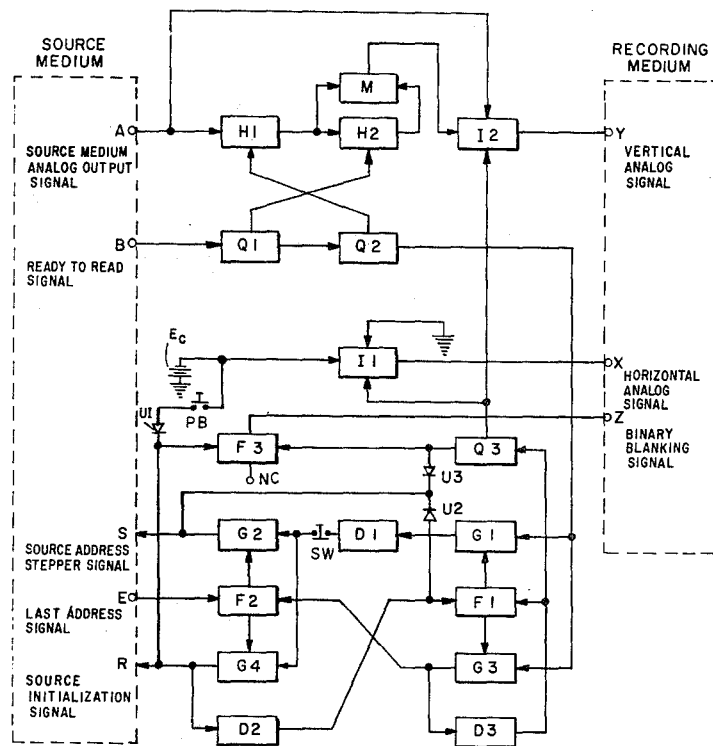 SOURCE
MEDIUM
RECORDING
MEDIUM
M
A
H1
H2
I2
Y
SOURCE MEDIUM
ANALOG OUTPUT
SIGNAL
VERTICAL
ANALOG
SIGNAL
B
Q1
Q2
READY TO READ
SIGNAL
EC
I1
X
HORIZONTAL
ANALOG
SIGNAL
UI
PB
Z
F3
Q3
BINARY
BLANKING
SIGNAL
NC
U3
U2
S
G2
SW
D1
G1
SOURCE ADDRESS
STEPPER SIGNAL
E
F2
F1
LAST ADDRESS
SIGNAL
R
G4
G3
SOURCE
INITIALIZATION
SIGNAL
D2
D3